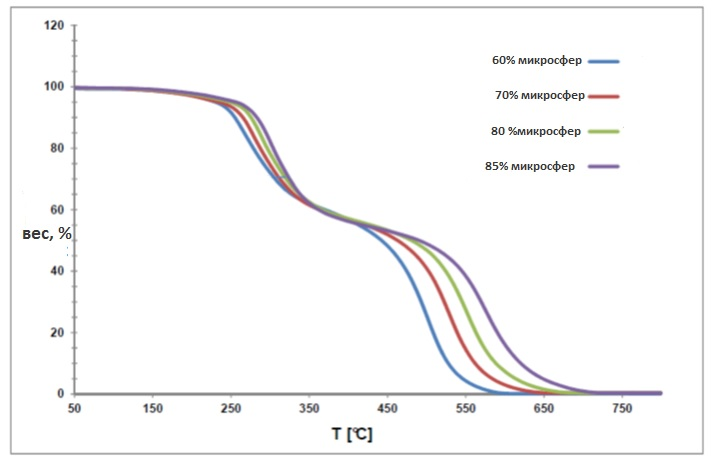 120
100
80
60
40
20
0
вес, %
60% микросфер
70% микросфер
80 %микросфер
85% микросфер
50 150 250 350 450 550 650 750
T [°C]